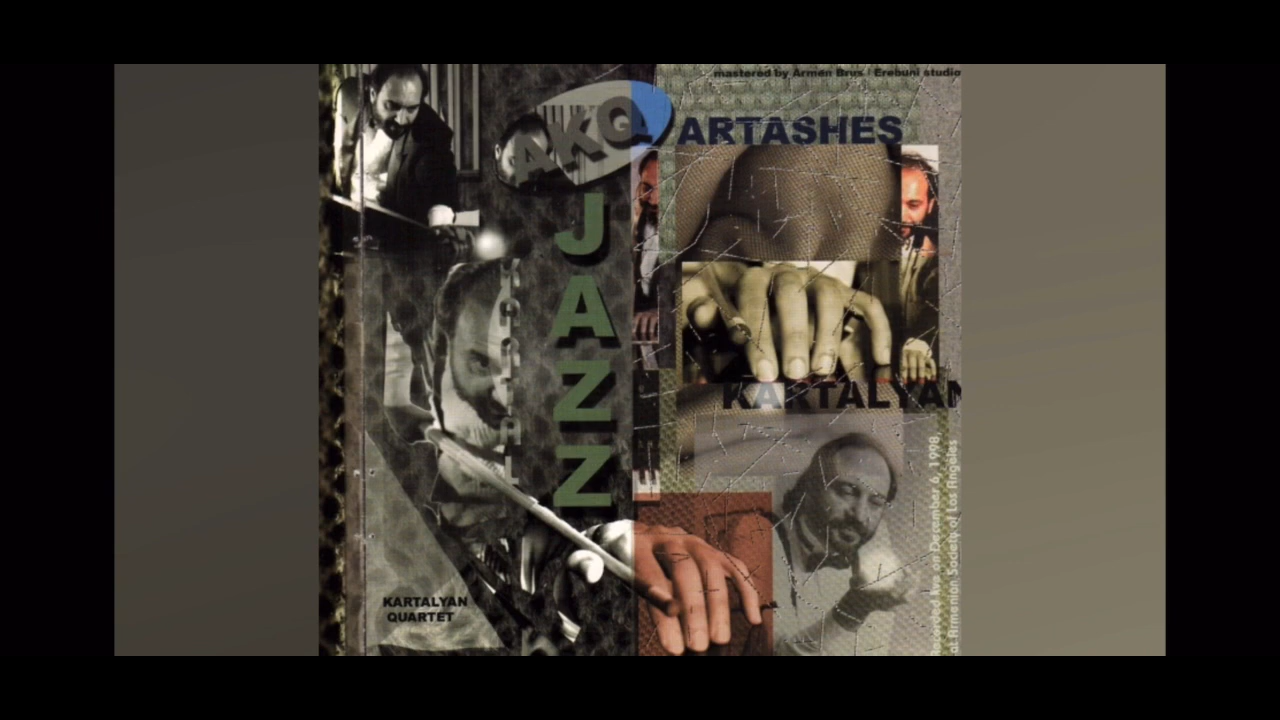 mastered by Armen Brus / Erebuni studio
AKO
ARTASHES
JAZZ
KARTALYAN
KARTALYAN
QUARTET
Recorded live on December 6, 1998,
at Armenian Society of Los Angeles